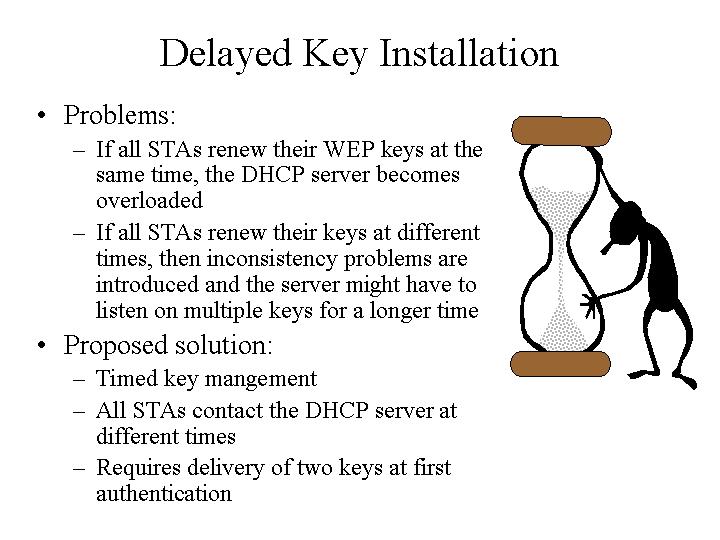 Delayed Key Installation
• Problems:
– If all STAs renew their WEP keys at the
same time, the DHCP server becomes
overloaded
– If all STAs renew their keys at different
times, then inconsistency problems are
introduced and the server might have to
listen on multiple keys for a longer time
• Proposed solution:
– Timed key mangement
– All STAs contact the DHCP server at
different times
– Requires delivery of two keys at first
authentication